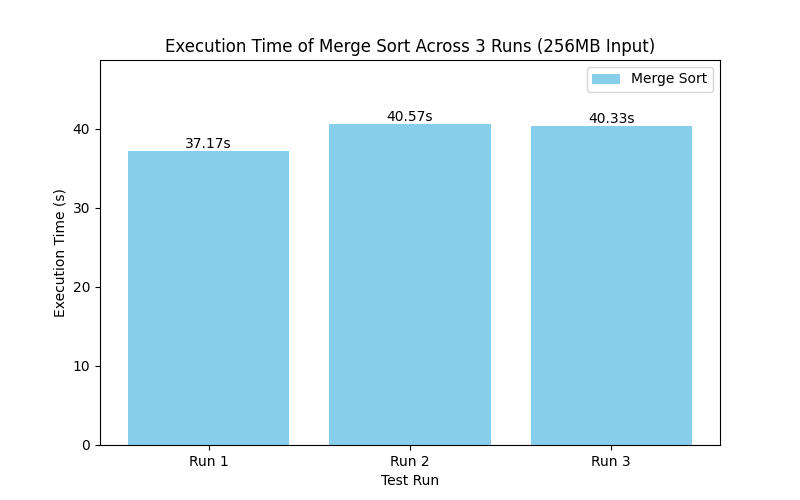 Execution Time of Merge Sort Across 3 Runs (256MB Input)
Merge Sort
37.17s
40.57s
40.33s
Execution Time (s)
40
30
20
10
0
Run 1
Run 2
Run 3
Test Run